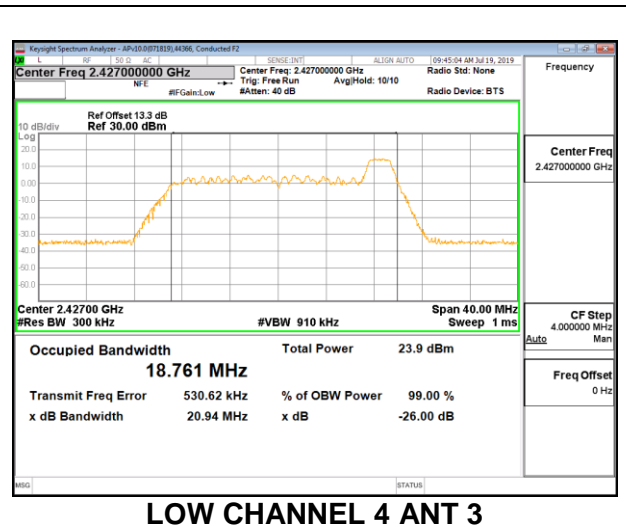 Keysight Spectrum Analyzer - APv10.0(071819),44366, Conducted F2
L RF 50 Ω AC SENSE:INT ALIGN AUTO 09:45:04 AM Jul 19, 2019
Center Freq 2.427000000 GHz Center Freq: 2.427000000 GHz Radio Std: None
NFE Trig: Free Run Avg|Hold: 10/10
#IFGain:Low #Atten: 40 dB Radio Device: BTS
Frequency
Ref Offset 13.3 dB
10 dB/div Ref 30.00 dBm
Log
20.0
10.0
0.00
-10.0
-20.0
-30.0
-40.0
-50.0
-60.0
Center 2.42700 GHz Span 40.00 MHz
#Res BW 300 kHz #VBW 910 kHz Sweep 1 ms
Occupied Bandwidth Total Power 23.9 dBm
18.761 MHz
Transmit Freq Error 530.62 kHz % of OBW Power 99.00 %
x dB Bandwidth 20.94 MHz x dB -26.00 dB
Center Freq
2.427000000 GHz
CF Step
4.000000 MHz
Auto Man
Freq Offset
0 Hz
MSG STATUS
LOW CHANNEL 4 ANT 3